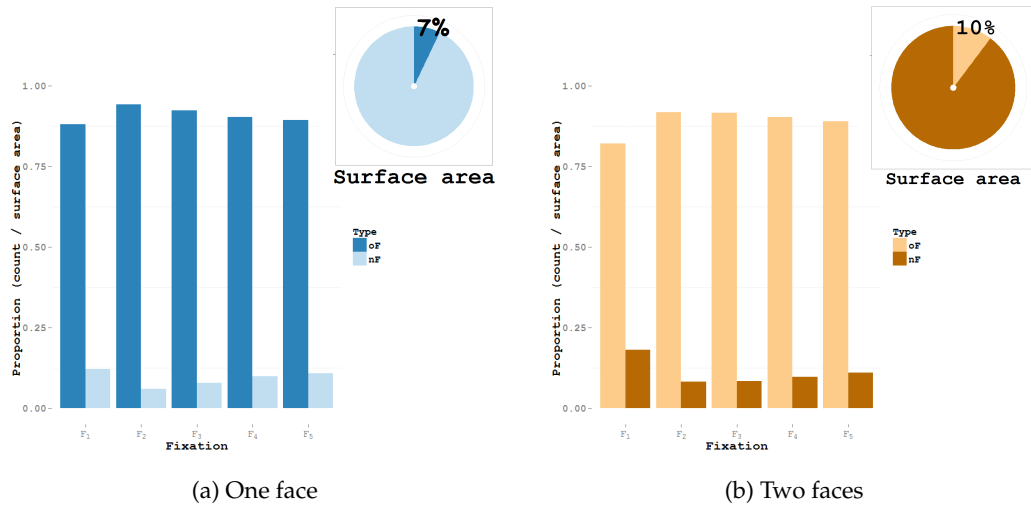 7%
Surface area
Proportion (count / surface area)
1.00
0.75
0.50
0.25
0.00
F1 F2 F3 F4 F5
Fixation
Type
oF
nF
(a) One face
10%
Surface area
Proportion (count / surface area)
1.00
0.75
0.50
0.25
0.00
F1 F2 F3 F4 F5
Fixation
Type
oF
nF
(b) Two faces